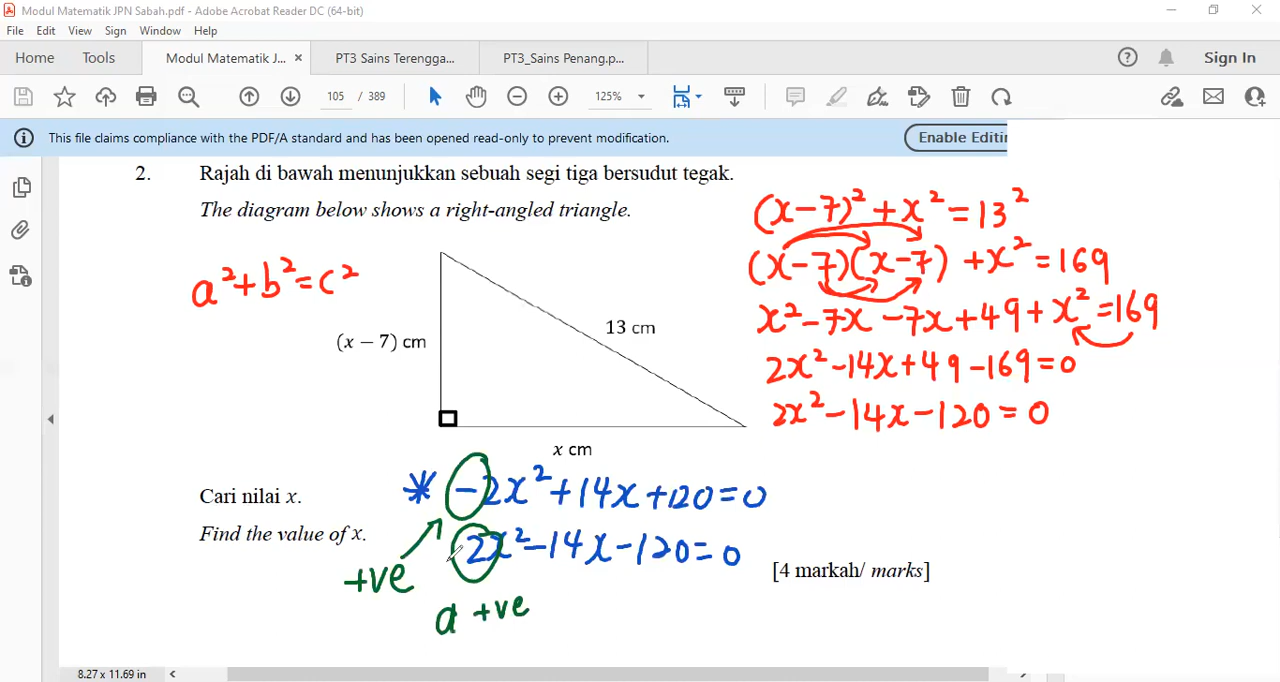 Modul Matematik JPN Sabah.pdf - Adobe Acrobat Reader DC (64-bit)
File Edit View Sign Window Help
Home Tools Modul Matematik J... × PT3 Sains Terengga... PT3_Sains Penang.p... Sign In
105 / 389 125%
This file claims compliance with the PDF/A standard and has been opened read-only to prevent modification. Enable Editin
2. Rajah di bawah menunjukkan sebuah segi tiga bersudut tegak.
The diagram below shows a right-angled triangle.
a²+b²=c²
(x − 7) cm
13 cm
x cm
(x-7)²+x²=13²
(x-7)(x-7)+x²=169
x²-7x-7x+49+x²=169
2x²-14x+49-169=0
2x²-14x-120=0
Cari nilai x.
Find the value of x.
* -2x²+14x+120=0
2x²-14x-120=0
+ve
a +ve
[4 markah/ marks]
8.27 x 11.69 in